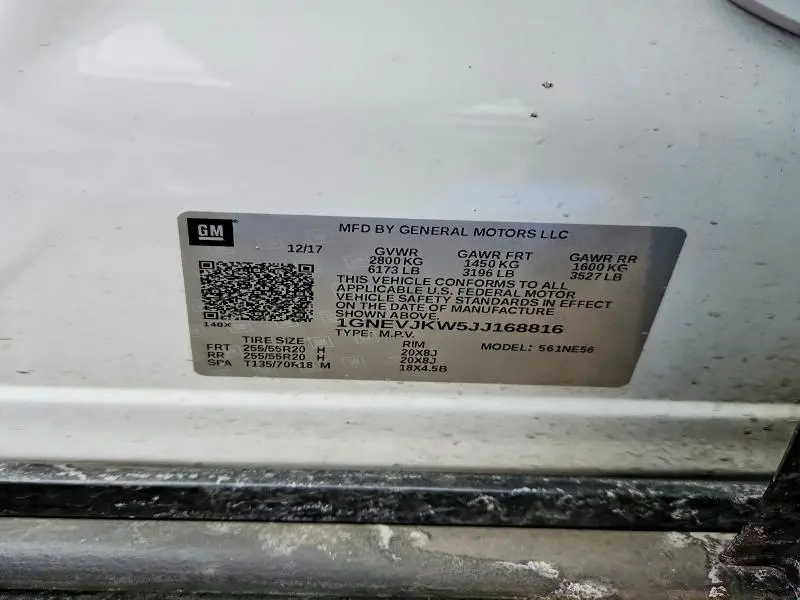 GM
MFD BY GENERAL MOTORS LLC
12/17
GVWR GAWR FRT GAWR RR
2800 KG 1450 KG 1600 KG
6173 LB 3196 LB 3527 LB
THIS VEHICLE CONFORMS TO ALL
APPLICABLE U.S. FEDERAL MOTOR
VEHICLE SAFETY STANDARDS IN EFFECT
ON THE DATE OF MANUFACTURE
SHOWN ABOVE.
140X
1GNEVJKW5JJ168816
TYPE: M.P.V. MODEL: 561NE56
TIRE SIZE RIM
FRT 255/55R20 H 20X8J
RR 255/55R20 H 20X8J
SPA T135/70R18 M 18X4.5B